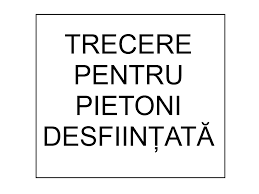 TRECERE
PENTRU
PIETONI
DESFIINȚATĂ